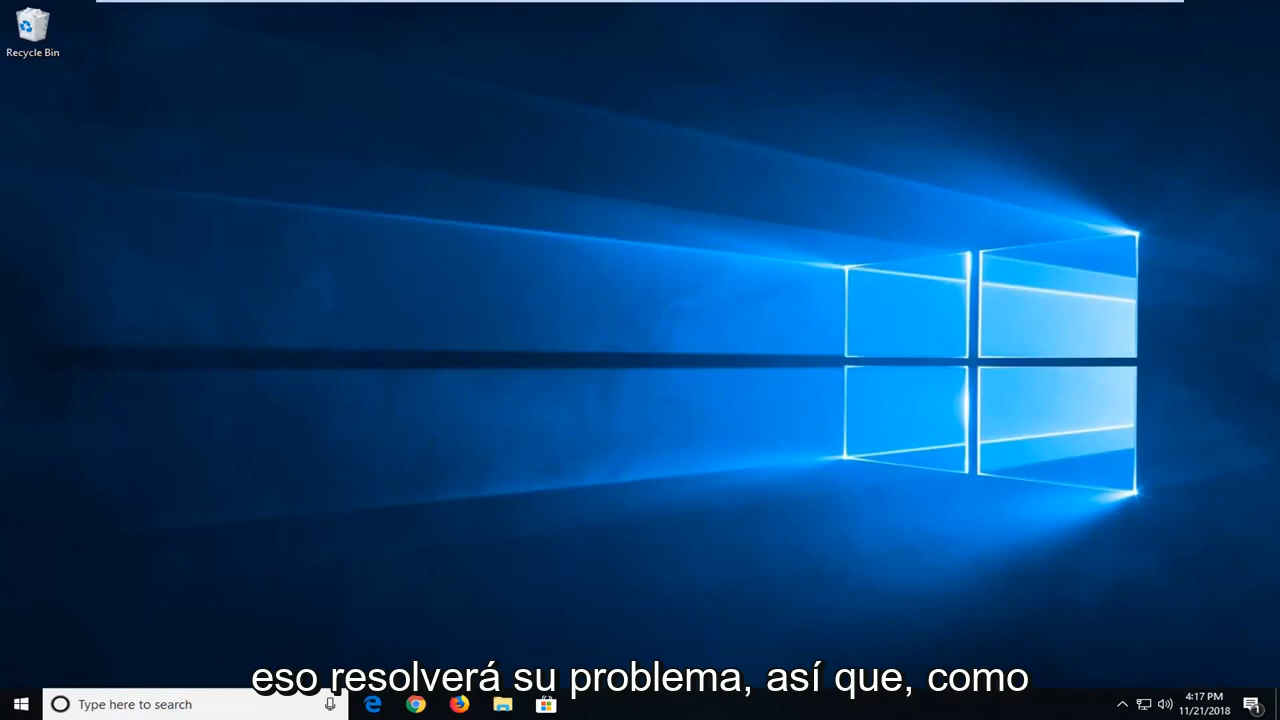 Recycle Bin
eso resolverá su problema, así que, como
Type here to search
4:17 PM
11/21/2018
1